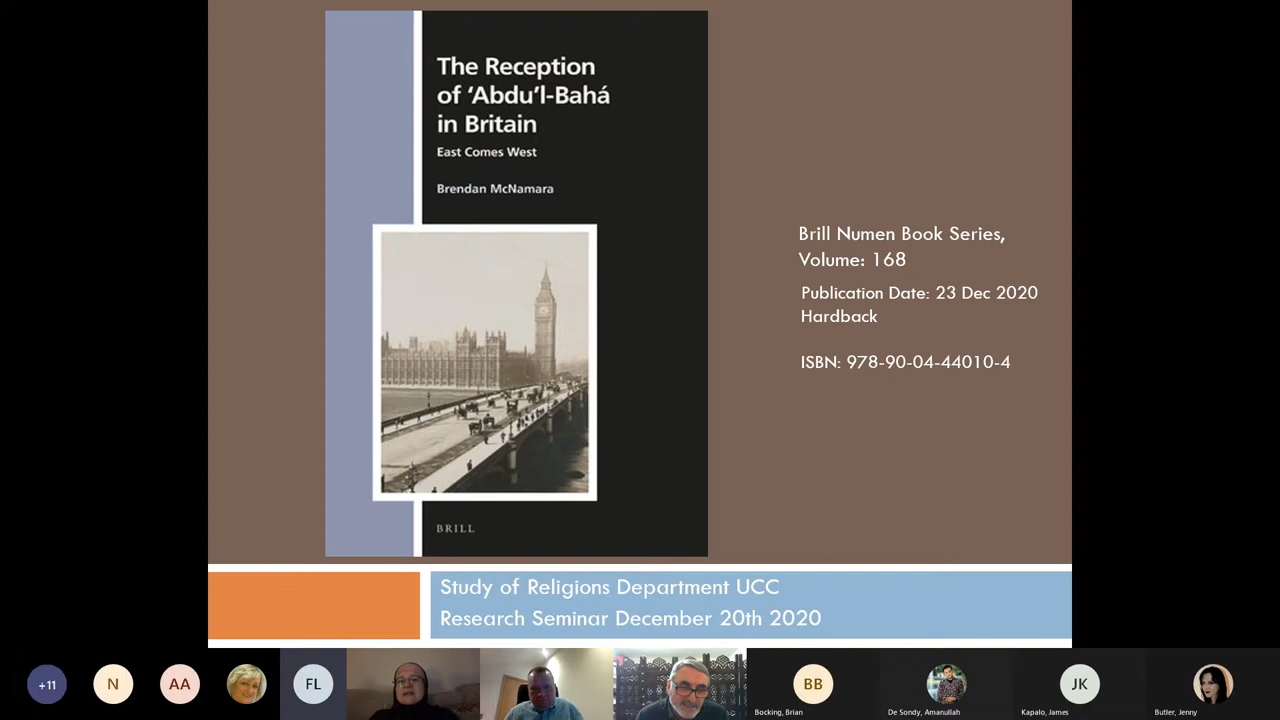 The Reception
of ‘Abdu’l-Bahá
in Britain
East Comes West
Brendan McNamara
BRILL
Brill Numen Book Series,
Volume: 168
Publication Date: 23 Dec 2020
Hardback
ISBN: 978-90-04-44010-4
Study of Religions Department UCC
Research Seminar December 20th 2020
+11
N
AA
FL
BB
JK
Bocking, Brian
De Sondy, Amanullah
Kapalo, James
Butler, Jenny